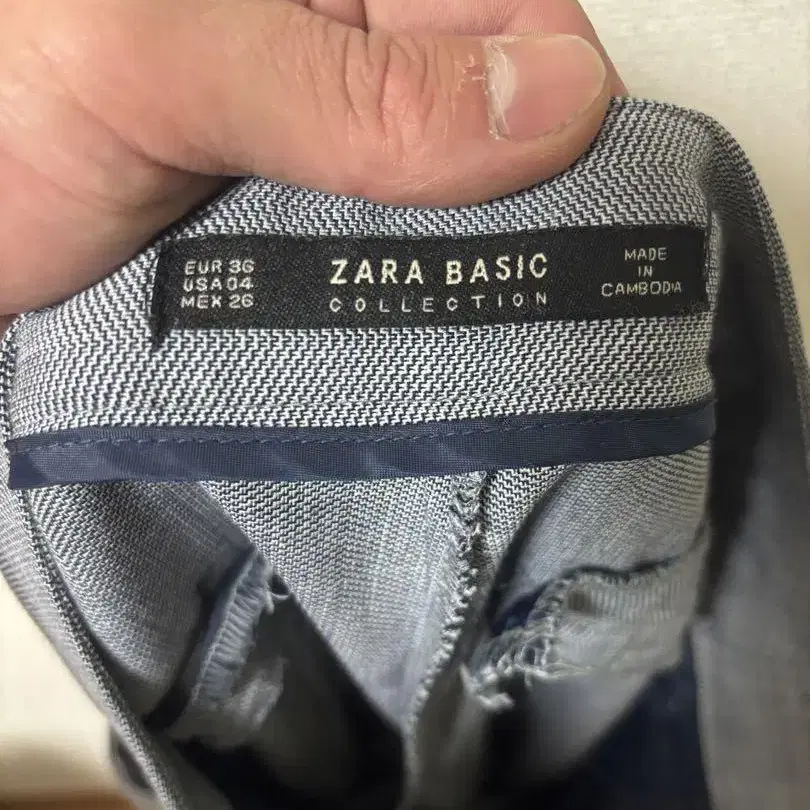 EUR 36
USA 04
MEX 26
ZARA BASIC
COLLECTION
MADE
IN
CAMBODIA